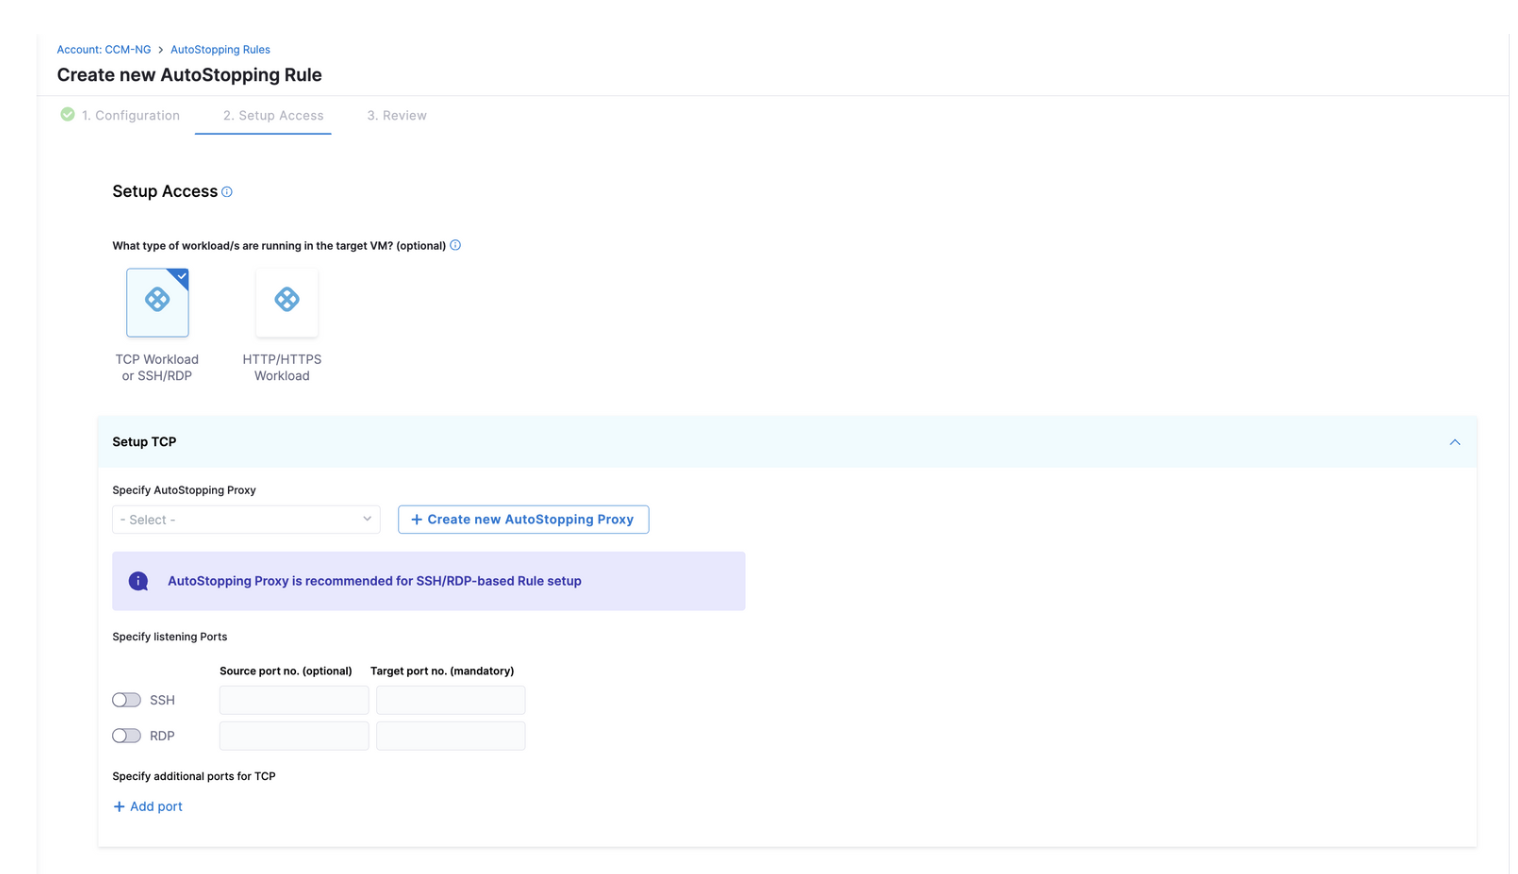 Account: CCM-NG > AutoStopping Rules
Create new AutoStopping Rule
1. Configuration 2. Setup Access 3. Review
Setup Access
What type of workload/s are running in the target VM? (optional)
TCP Workload
or SSH/RDP
HTTP/HTTPS
Workload
Setup TCP
Specify AutoStopping Proxy
- Select -
+ Create new AutoStopping Proxy
AutoStopping Proxy is recommended for SSH/RDP-based Rule setup
Specify listening Ports
Source port no. (optional) Target port no. (mandatory)
SSH
RDP
Specify additional ports for TCP
+ Add port